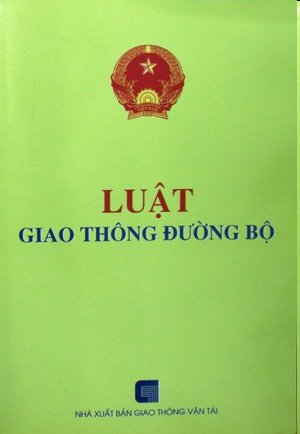 LUẬT
GIAO THÔNG ĐƯỜNG BỘ
NHÀ XUẤT BẢN GIAO THÔNG VẬN TẢI